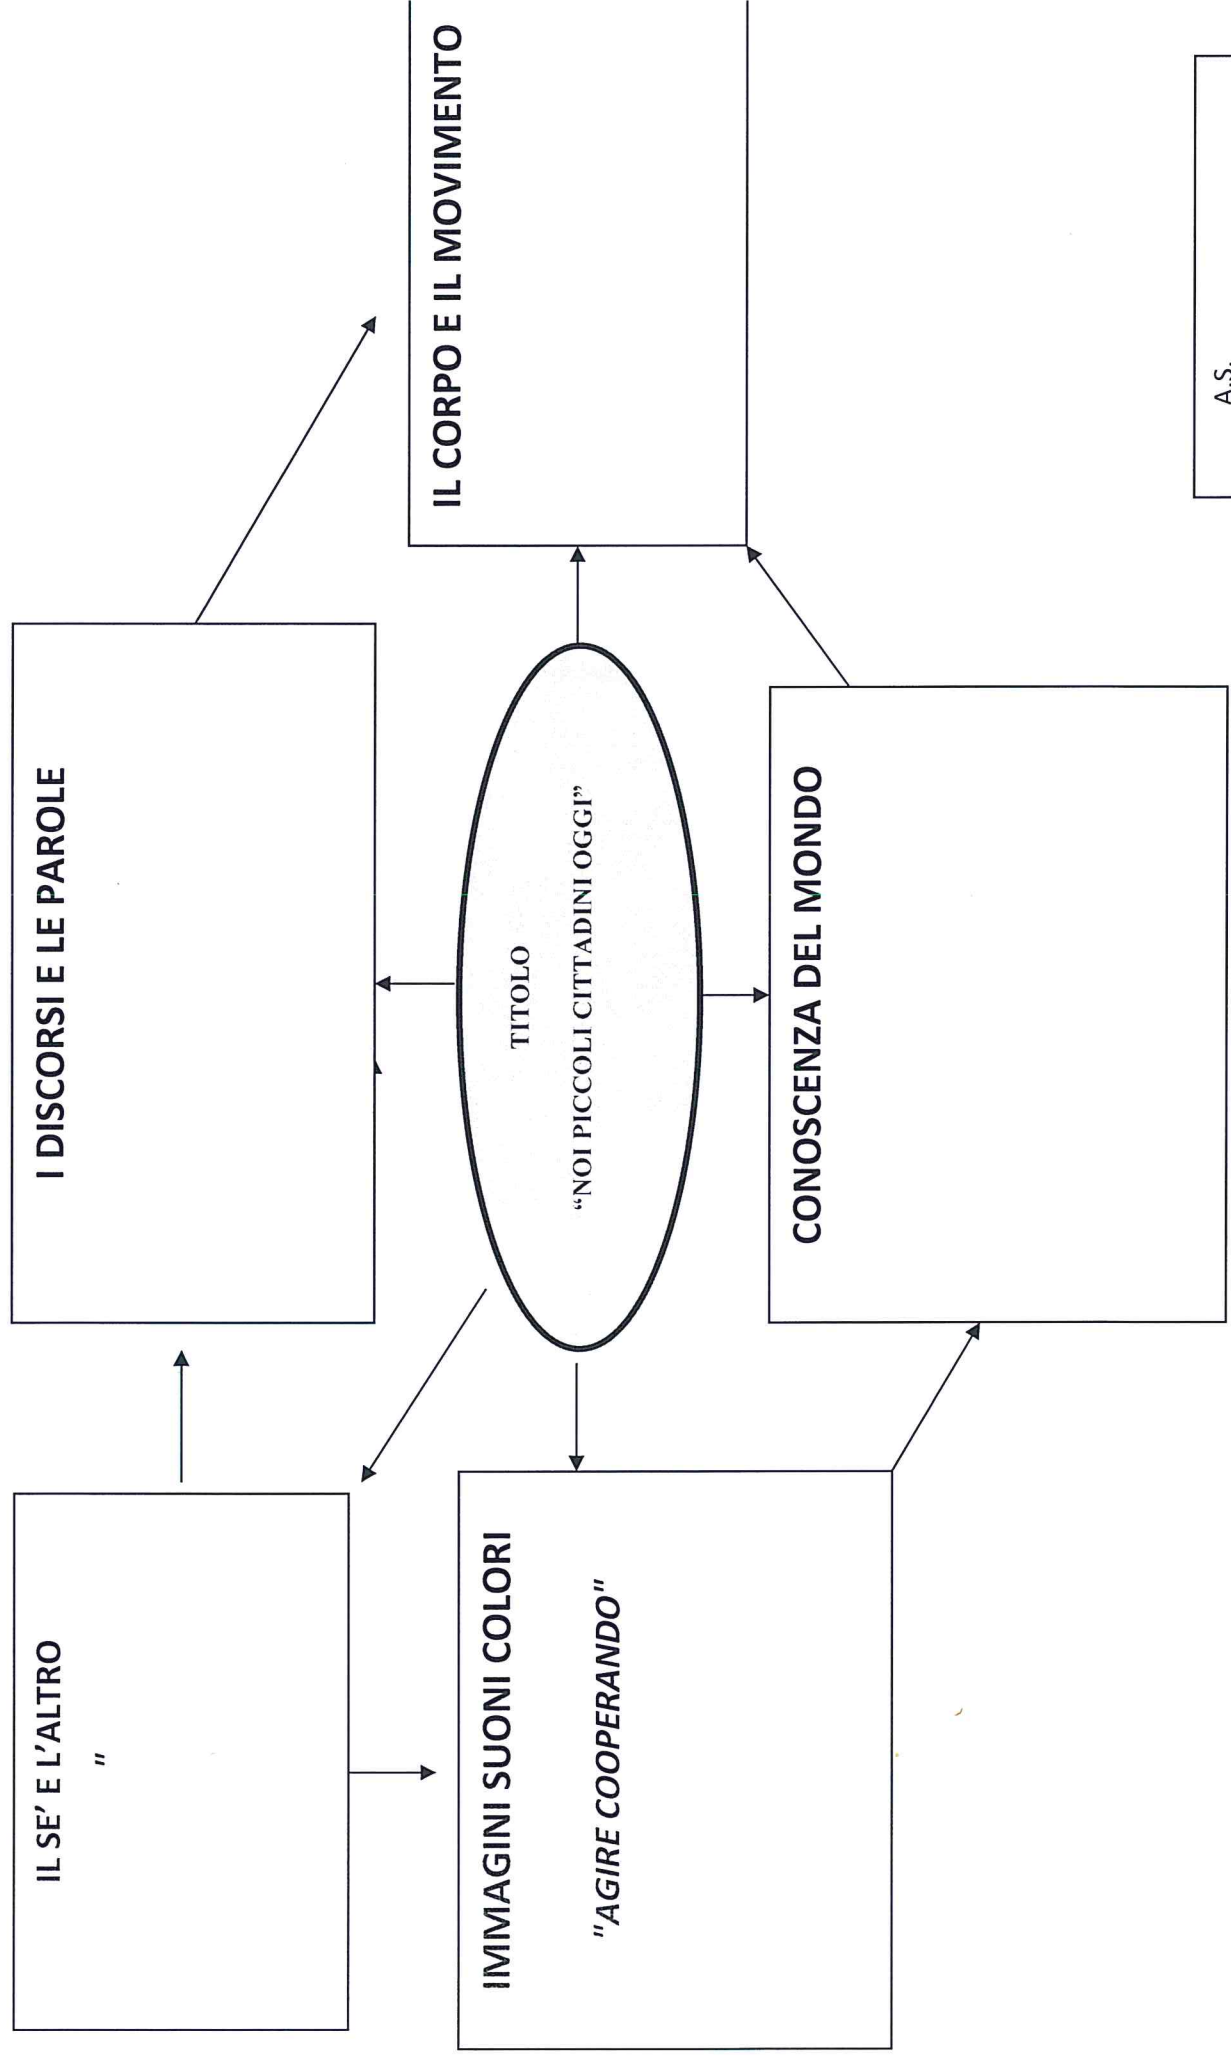 IL SE’ E L’ALTRO
"
I DISCORSI E LE PAROLE
IL CORPO E IL MOVIMENTO
TITOLO
“NOI PICCOLI CITTADINI OGGI”
IMMAGINI SUONI COLORI
"AGIRE COOPERANDO"
CONOSCENZA DEL MONDO
A.S.